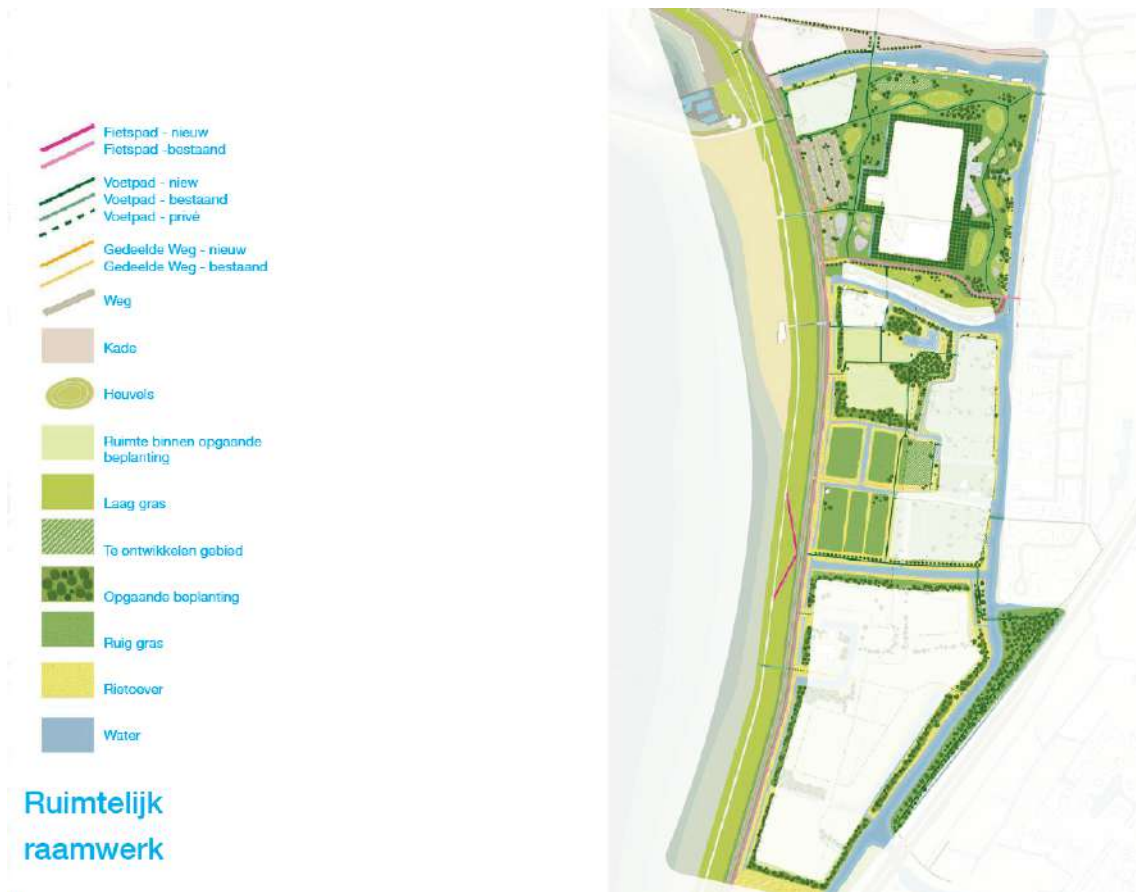 Fietspad - nieuw
Fietspad -bestaand
Voetpad - niew
Voetpad - bestaand
Voetpad - privé
Gedeelde Weg - nieuw
Gedeelde Weg - bestaand
Weg
Kade
Heuvels
Ruimte binnen opgaande
beplanting
Laag gras
Te ontwikkelen gebied
Opgaande beplanting
Ruig gras
Rietoever
Water
Ruimtelijk
raamwerk